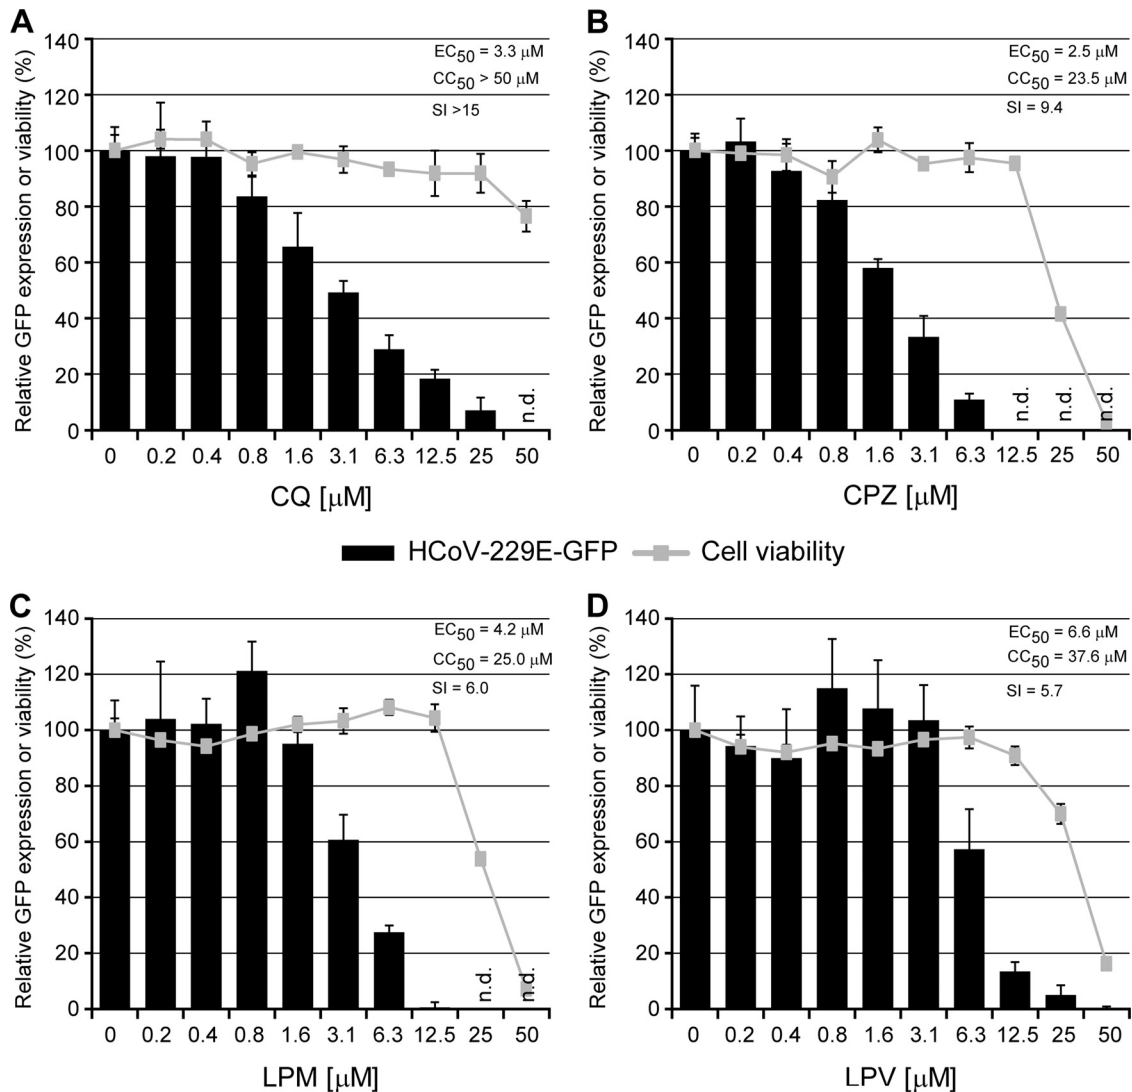 A
Relative GFP expression or viability (%)
140
120
100
80
60
40
20
0
EC50 = 3.3 µM
CC50 > 50 µM
SI >15
n.d.
0 0.2 0.4 0.8 1.6 3.1 6.3 12.5 25 50
CQ [µM]
B
Relative GFP expression or viability (%)
140
120
100
80
60
40
20
0
EC50 = 2.5 µM
CC50 = 23.5 µM
SI = 9.4
n.d. n.d. n.d.
0 0.2 0.4 0.8 1.6 3.1 6.3 12.5 25 50
CPZ [µM]
HCoV-229E-GFP Cell viability
C
Relative GFP expression or viability (%)
140
120
100
80
60
40
20
0
EC50 = 4.2 µM
CC50 = 25.0 µM
SI = 6.0
n.d. n.d.
0 0.2 0.4 0.8 1.6 3.1 6.3 12.5 25 50
LPM [µM]
D
Relative GFP expression or viability (%)
140
120
100
80
60
40
20
0
EC50 = 6.6 µM
CC50 = 37.6 µM
SI = 5.7
0 0.2 0.4 0.8 1.6 3.1 6.3 12.5 25 50
LPV [µM]